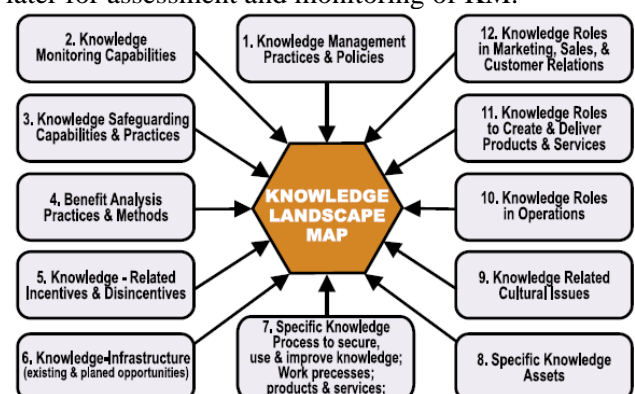 later for assessment and monitoring of KM.
1. Knowledge Management
Practices & Policies
2. Knowledge
Monitoring Capabilities
3. Knowledge Safeguarding
Capabilities & Practices
4. Benefit Analysis
Practices & Methods
5. Knowledge - Related
Incentives & Disincentives
6. Knowledge-Infrastructure
(existing & planed opportunities)
7. Specific Knowledge
Process to secure,
use & improve knowledge;
Work precesses;
products & services;
8. Specific Knowledge
Assets
9. Knowledge Related
Cultural Issues
10. Knowledge Roles
in Operations
11. Knowledge Roles
to Create & Deliver
Products & Services
12. Knowledge Roles
in Marketing, Sales, &
Customer Relations
KNOWLEDGE
LANDSCAPE
MAP